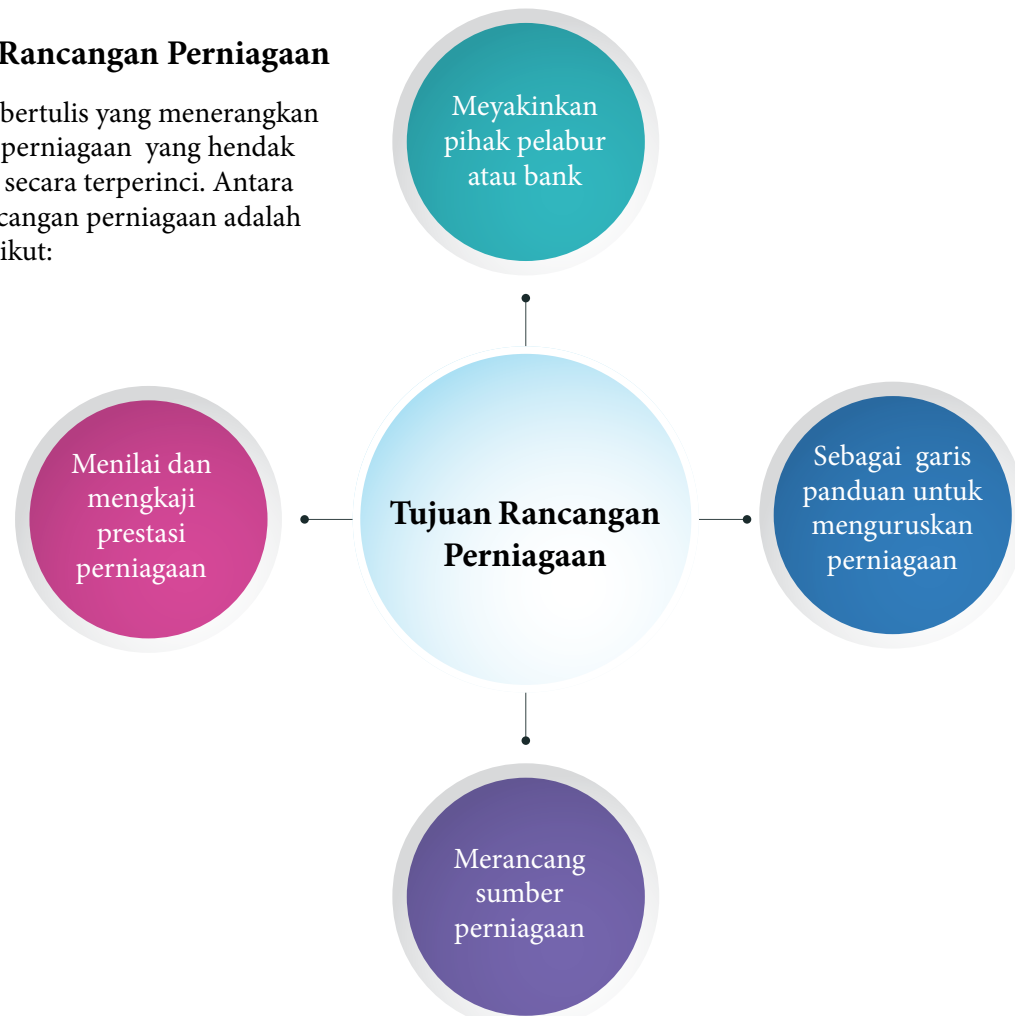 Rancangan Perniagaan
bertulis yang menerangkan
perniagaan yang hendak
secara terperinci. Antara
cangan perniagaan adalah
ikut:
Meyakinkan
pihak pelabur
atau bank
Menilai dan
mengkaji
prestasi
perniagaan
Tujuan Rancangan
Perniagaan
Sebagai garis
panduan untuk
menguruskan
perniagaan
Merancang
sumber
perniagaan